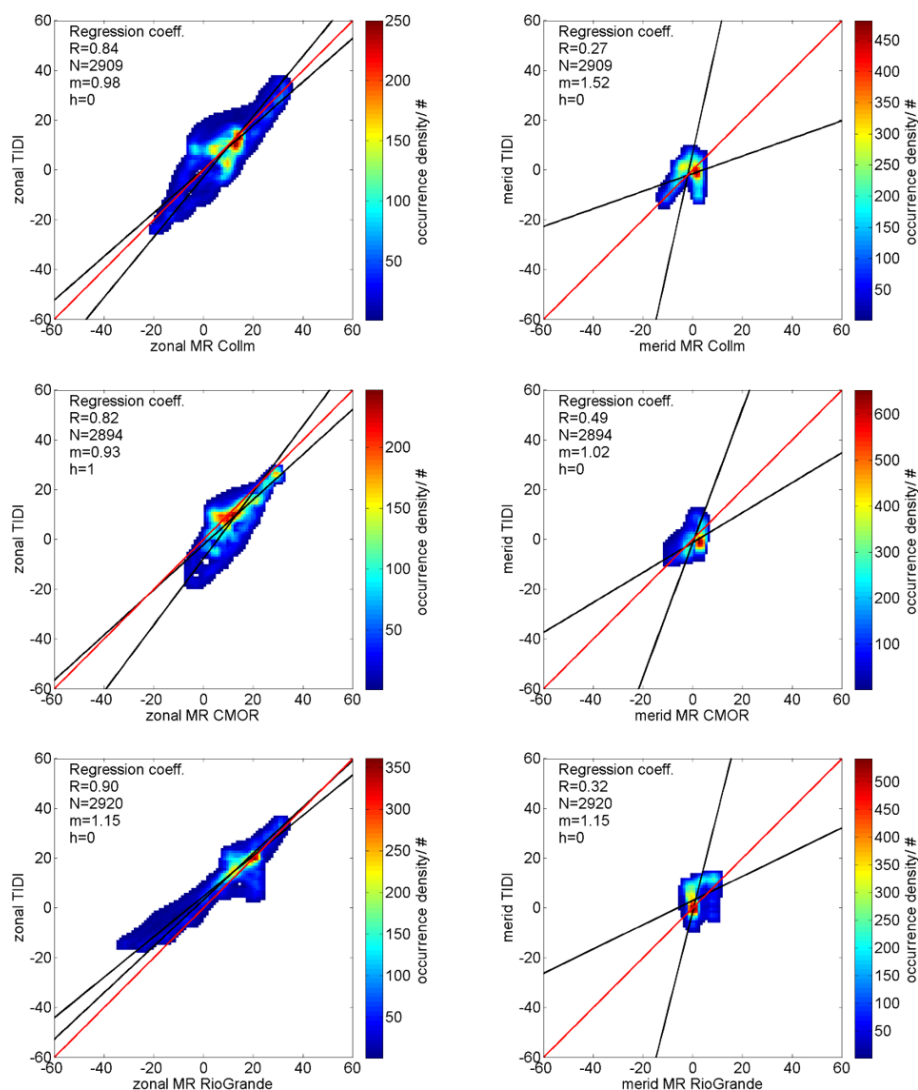 Regression coeff.
R=0.84
N=2909
m=0.98
h=0
60
40
20
0
-20
-40
-60
zonal TIDI
-60 -40 -20 0 20 40 60
zonal MR Collm
250
200
150
100
50
occurrence density/ #
Regression coeff.
R=0.27
N=2909
m=1.52
h=0
60
40
20
0
-20
-40
-60
merid TIDI
-60 -40 -20 0 20 40 60
merid MR Collm
450
400
350
300
250
200
150
100
50
occurrence density/ #
Regression coeff.
R=0.82
N=2894
m=0.93
h=1
60
40
20
0
-20
-40
-60
zonal TIDI
-60 -40 -20 0 20 40 60
zonal MR CMOR
200
150
100
50
occurrence density/ #
Regression coeff.
R=0.49
N=2894
m=1.02
h=0
60
40
20
0
-20
-40
-60
merid TIDI
-60 -40 -20 0 20 40 60
merid MR CMOR
600
500
400
300
200
100
occurrence density/ #
Regression coeff.
R=0.90
N=2920
m=1.15
h=0
60
40
20
0
-20
-40
-60
zonal TIDI
-60 -40 -20 0 20 40 60
zonal MR RioGrande
350
300
250
200
150
100
50
0
occurrence density/ #
Regression coeff.
R=0.32
N=2920
m=1.15
h=0
60
40
20
0
-20
-40
-60
merid TIDI
-60 -40 -20 0 20 40 60
merid MR RioGrande
500
450
400
350
300
250
200
150
100
50
occurrence density/ #